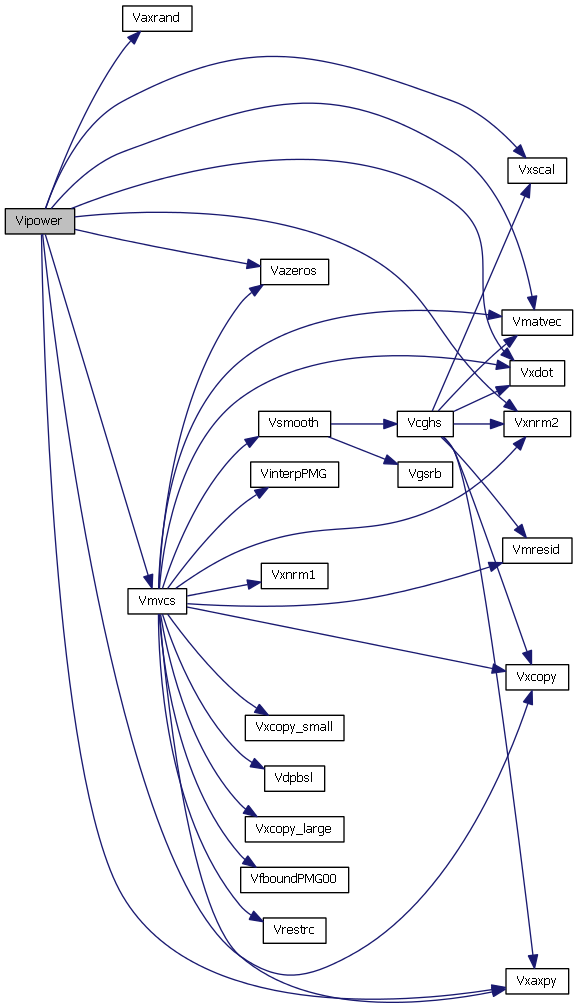 Vaxrand
Vxscal
Vipower
Vazeros
Vmatvec
Vxdot
Vsmooth
Vcghs
Vxnrm2
VinterpPMG
Vgsrb
Vmresid
Vxnrm1
Vmvcs
Vxcopy
Vxcopy_small
Vdpbsl
Vxcopy_large
VfboundPMG00
Vrestrc
Vxaxpy